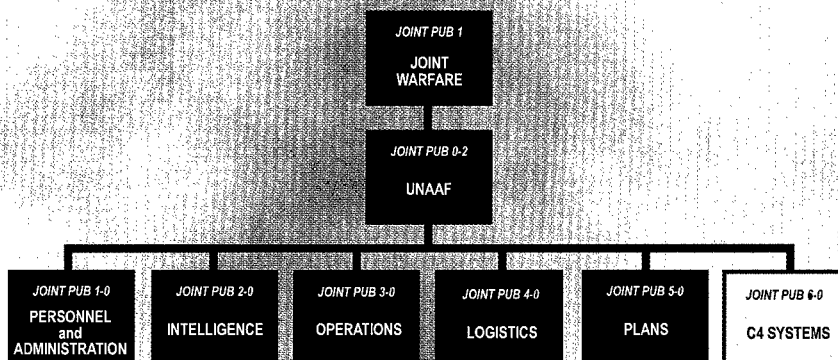 JOINT PUB 1
JOINT
WARFARE
JOINT PUB 0-2
UNAAF
JOINT PUB 1-0
PERSONNEL
and
ADMINISTRATION
JOINT PUB 2-0
INTELLIGENCE
JOINT PUB 3-0
OPERATIONS
JOINT PUB 4-0
LOGISTICS
JOINT PUB 5-0
PLANS
JOINT PUB 6-0
C4 SYSTEMS